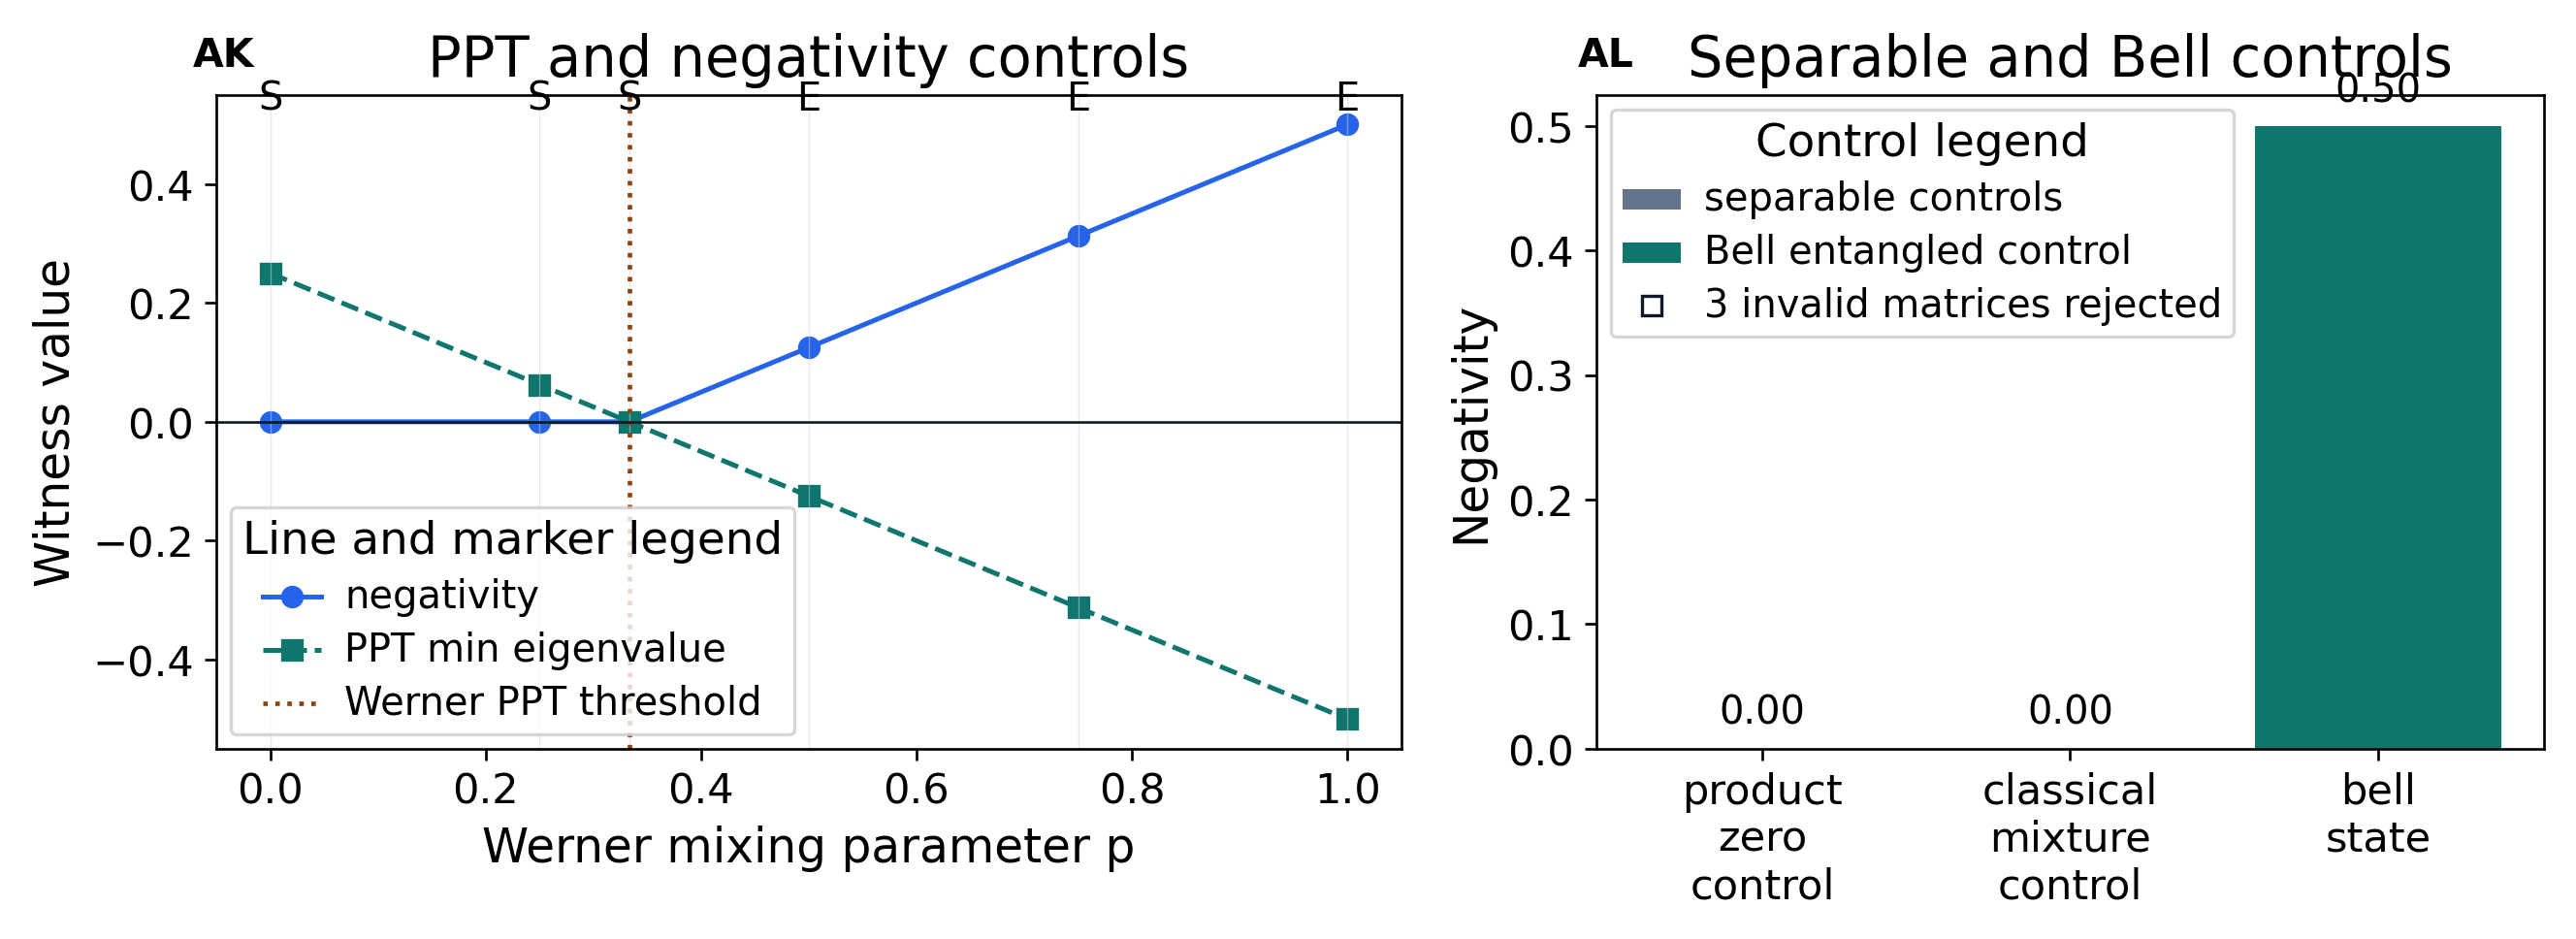 AK
PPT and negativity controls
S S S E E E
Witness value
0.4
0.2
0.0
−0.2
−0.4
Line and marker legend
negativity
PPT min eigenvalue
Werner PPT threshold
0.0 0.2 0.4 0.6 0.8 1.0
Werner mixing parameter p
AL
Separable and Bell controls
0.50
Negativity
0.5
0.4
0.3
0.2
0.1
0.0
Control legend
separable controls
Bell entangled control
3 invalid matrices rejected
0.00 0.00
product
zero
control
classical
mixture
control
bell
state